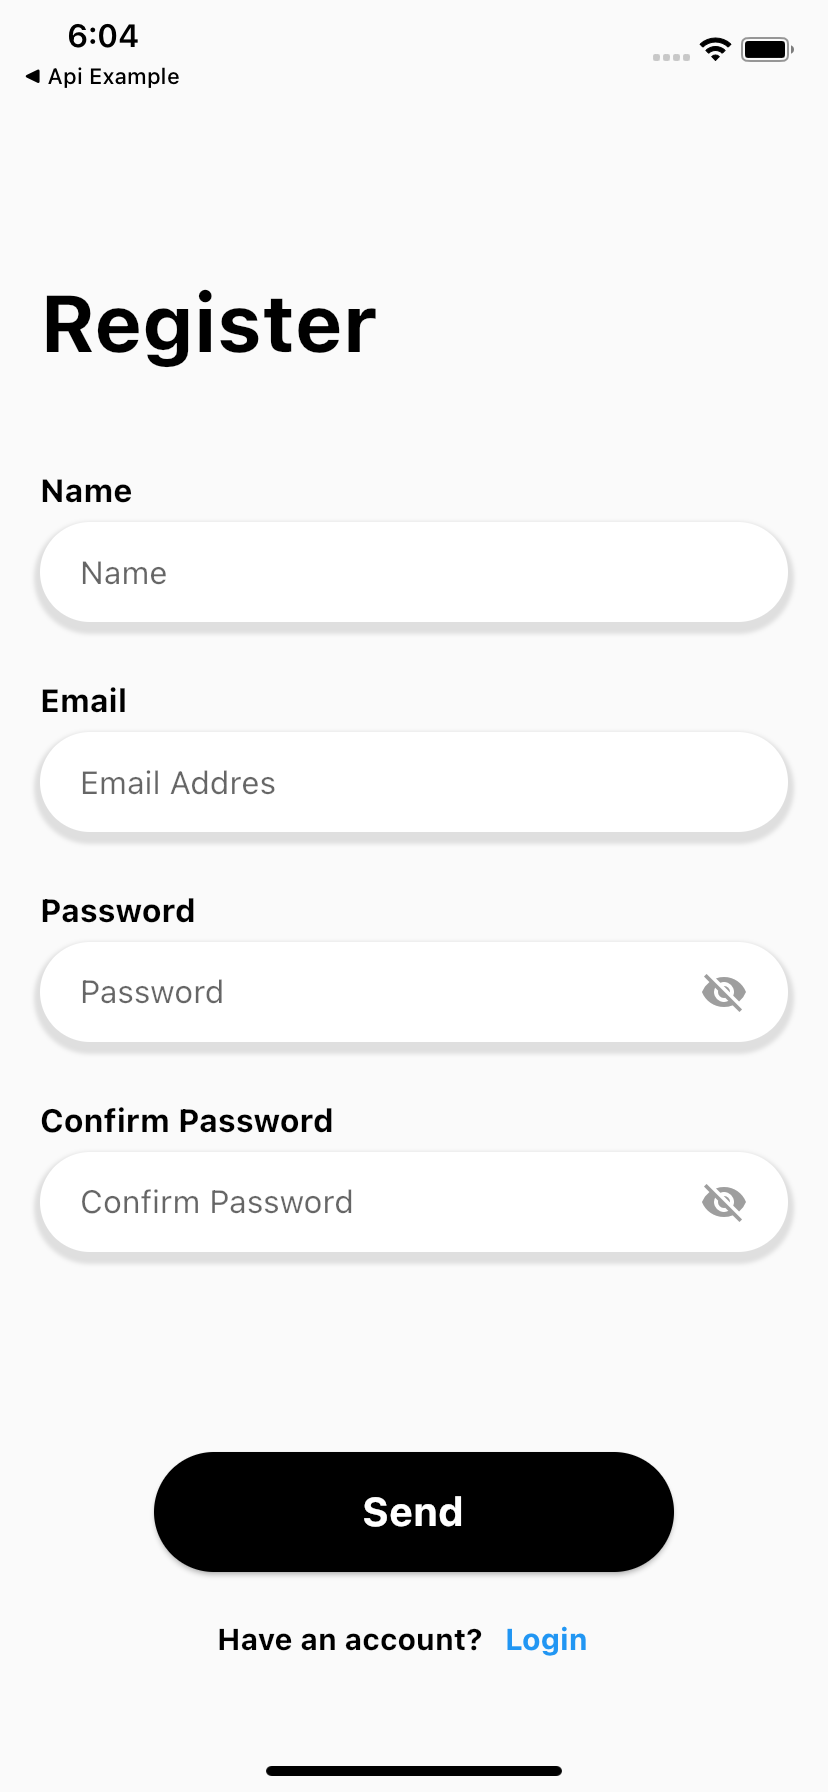 6:04
◀ Api Example
Register
Name
Name
Email
Email Addres
Password
Password
Confirm Password
Confirm Password
Send
Have an account? Login